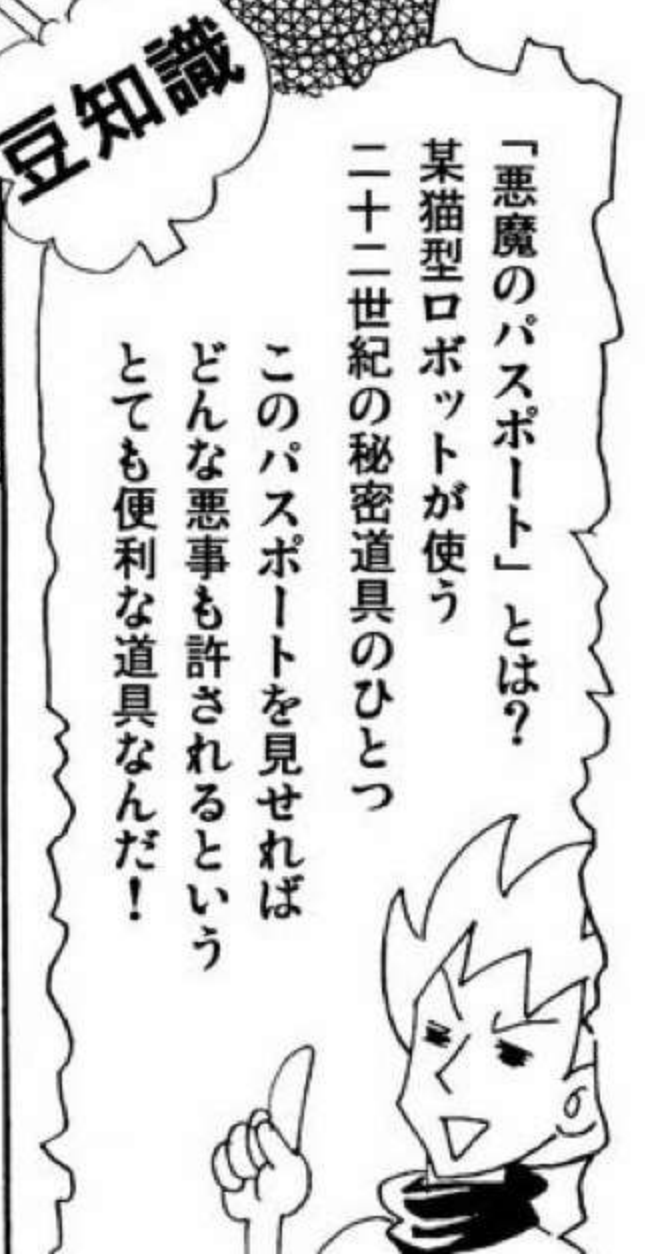 豆知識
「悪魔のパスポート」とは？
某猫型ロボットが使う
二十二世紀の秘密道具のひとつ
このパスポートを見せれば
どんな悪事も許されるという
とても便利な道具なんだ！